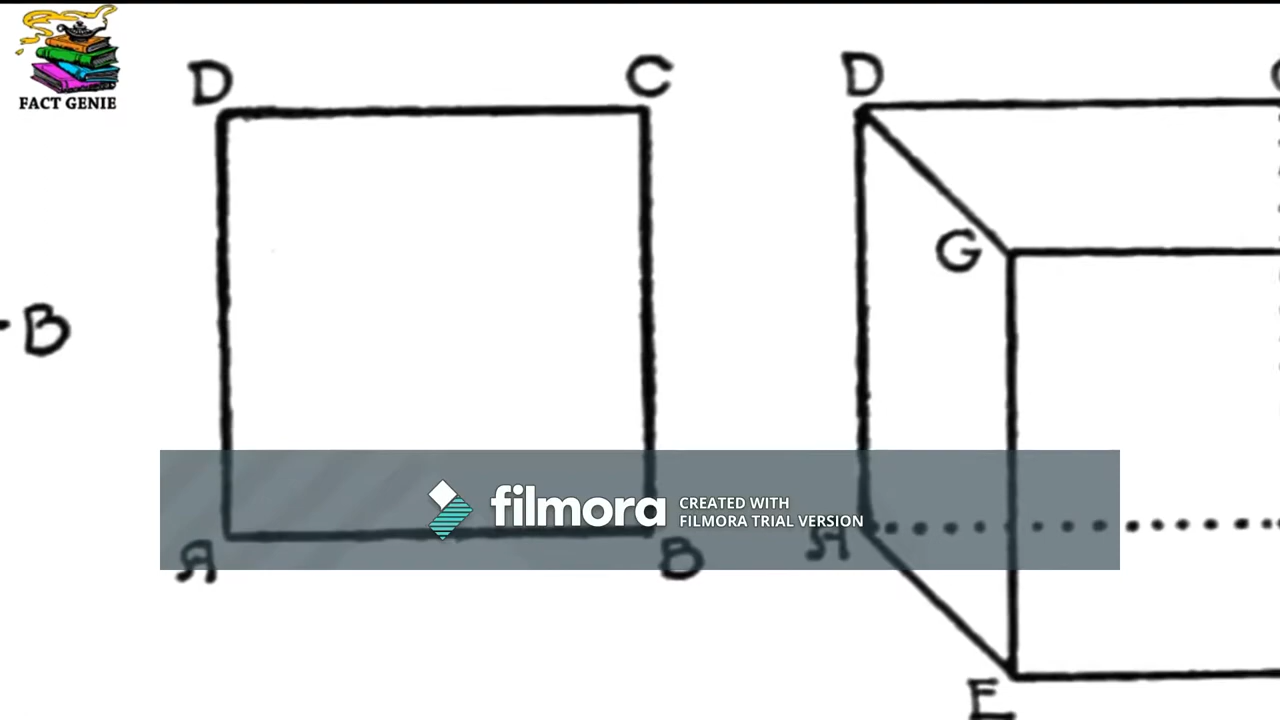 FACT GENIE
D
C
D
G
B
filmora
CREATED WITH
FILMORA TRIAL VERSION
A
B
A
E